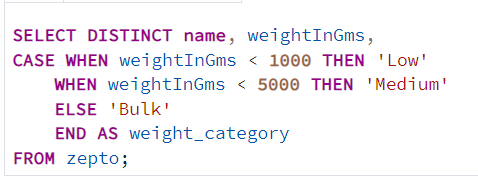 SELECT DISTINCT name, weightInGms,
CASE WHEN weightInGms < 1000 THEN 'Low'
    WHEN weightInGms < 5000 THEN 'Medium'
    ELSE 'Bulk'
    END AS weight_category
FROM zepto;